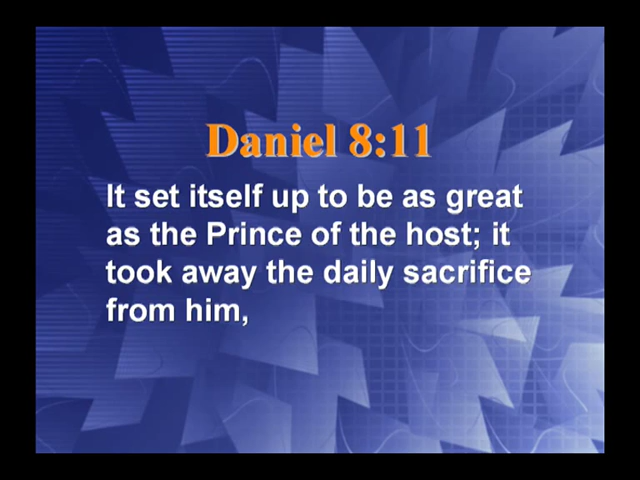 Daniel 8:11
It set itself up to be as great
as the Prince of the host; it
took away the daily sacrifice
from him,